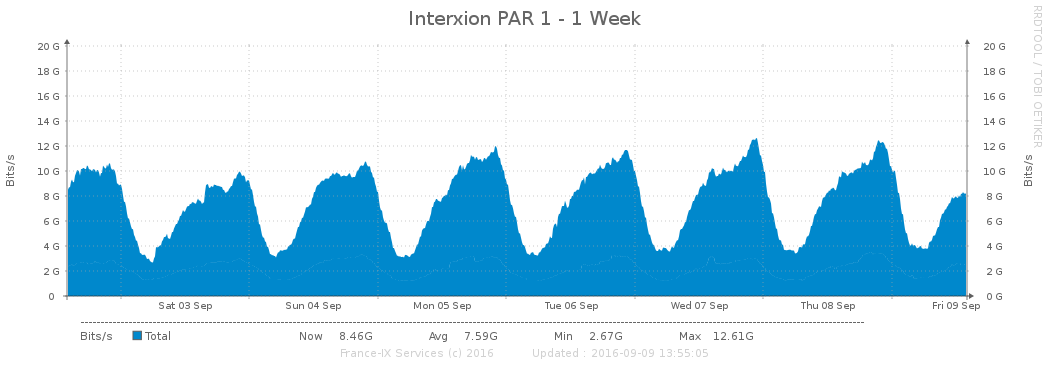 Interxion PAR 1 - 1 Week
RRDTOOL / TOBI OETIKER
Bits/s
20 G 20 G
18 G 18 G
16 G 16 G
14 G 14 G
12 G 12 G
10 G 10 G
8 G 8 G
6 G 6 G
4 G 4 G
2 G 2 G
0 0 G
Bits/s
Sat 03 Sep Sun 04 Sep Mon 05 Sep Tue 06 Sep Wed 07 Sep Thu 08 Sep Fri 09 Sep
Bits/s Total Now 8.46G Avg 7.59G Min 2.67G Max 12.61G
France-IX Services (c) 2016 Updated : 2016-09-09 13:55:05